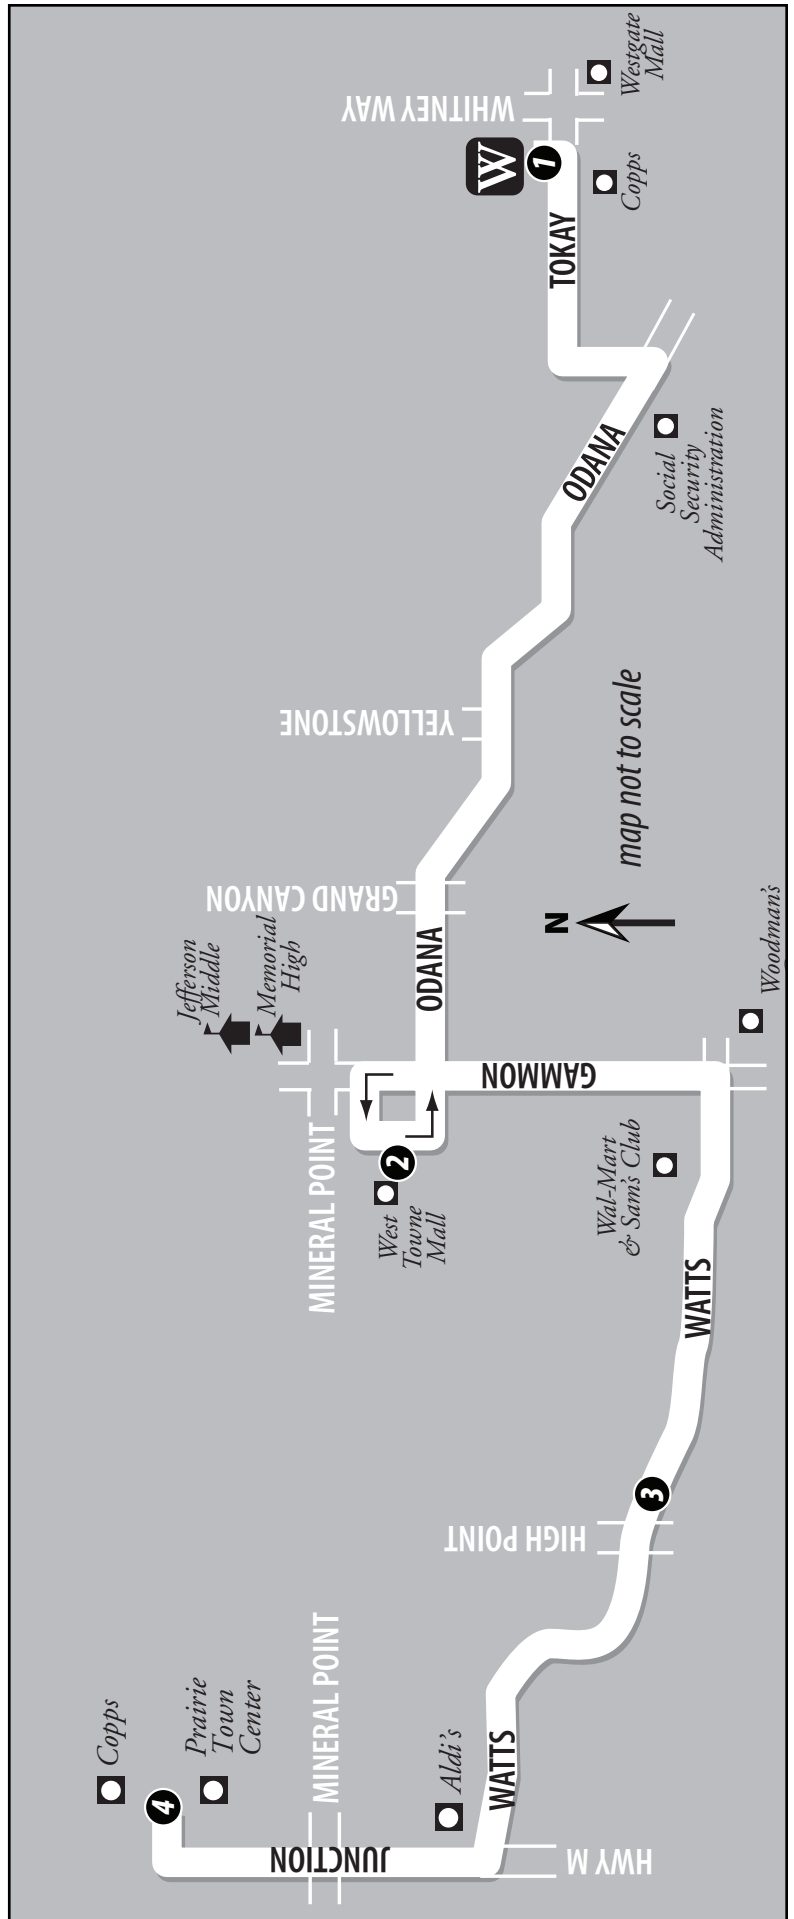 Copps
4
Prairie
Town
Center
MINERAL POINT
JUNCTION
Aldi's
WATTS
HWY M
HIGH POINT
3
WATTS
Wal-Mart
& Sam's Club
West
Towne
Mall
2
MINERAL POINT
Jefferson
Middle
Memorial
High
GAMMON
Woodman's
ODANA
GRAND CANYON
N
map not to scale
YELLOWSTONE
ODANA
Social
Security
Administration
TOKAY
W
1
Copps
WHITNEY WAY
Westgate
Mall